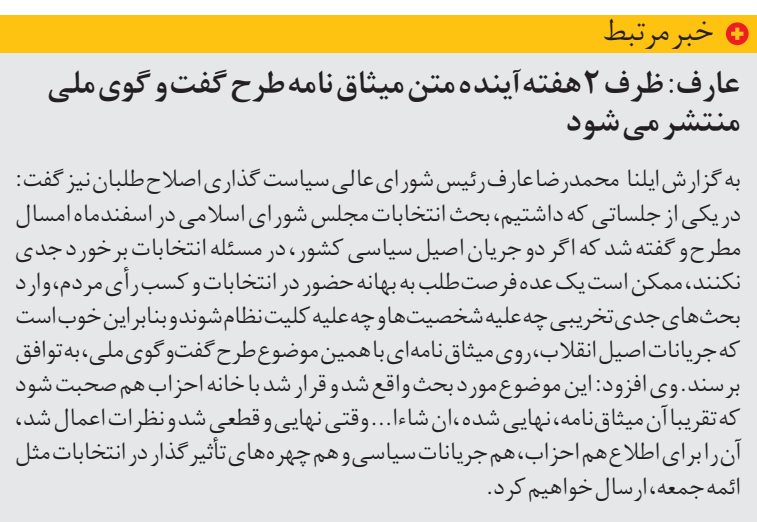 خبر مرتبط
عارف: ظرف ۲ هفته آینده متن میثاق نامه طرح گفت و گوی ملی
منتشر می شود
به گزارش ایلنا محمدرضا عارف رئیس شورای عالی سیاست گذاری اصلاح طلبان نیز گفت:
در یکی از جلساتی که داشتیم، بحث انتخابات مجلس شورای اسلامی در اسفندماه امسال
مطرح و گفته شد که اگر دو جریان اصیل سیاسی کشور، در مسئله انتخابات برخورد جدی
نکنند، ممکن است یک عده فرصت طلب به بهانه حضور در انتخابات و کسب رأی مردم، وارد
بحث های جدی تخریبی چه علیه شخصیت ها و چه علیه کلیت نظام شوند و بنابراین خوب است
که جریانات اصیل انقلاب، روی میثاق نامه ای با همین موضوع طرح گفت و گوی ملی، به توافق
برسند. وی افزود: این موضوع مورد بحث واقع شد و قرار شد با خانه احزاب هم صحبت شود
که تقریبا آن میثاق نامه، نهایی شده، ان شاءا... وقتی نهایی و قطعی شد و نظرات اعمال شد،
آن را برای اطلاع هم احزاب، هم جریانات سیاسی و هم چهره های تأثیر گذار در انتخابات مثل
ائمه جمعه، ارسال خواهیم کرد.